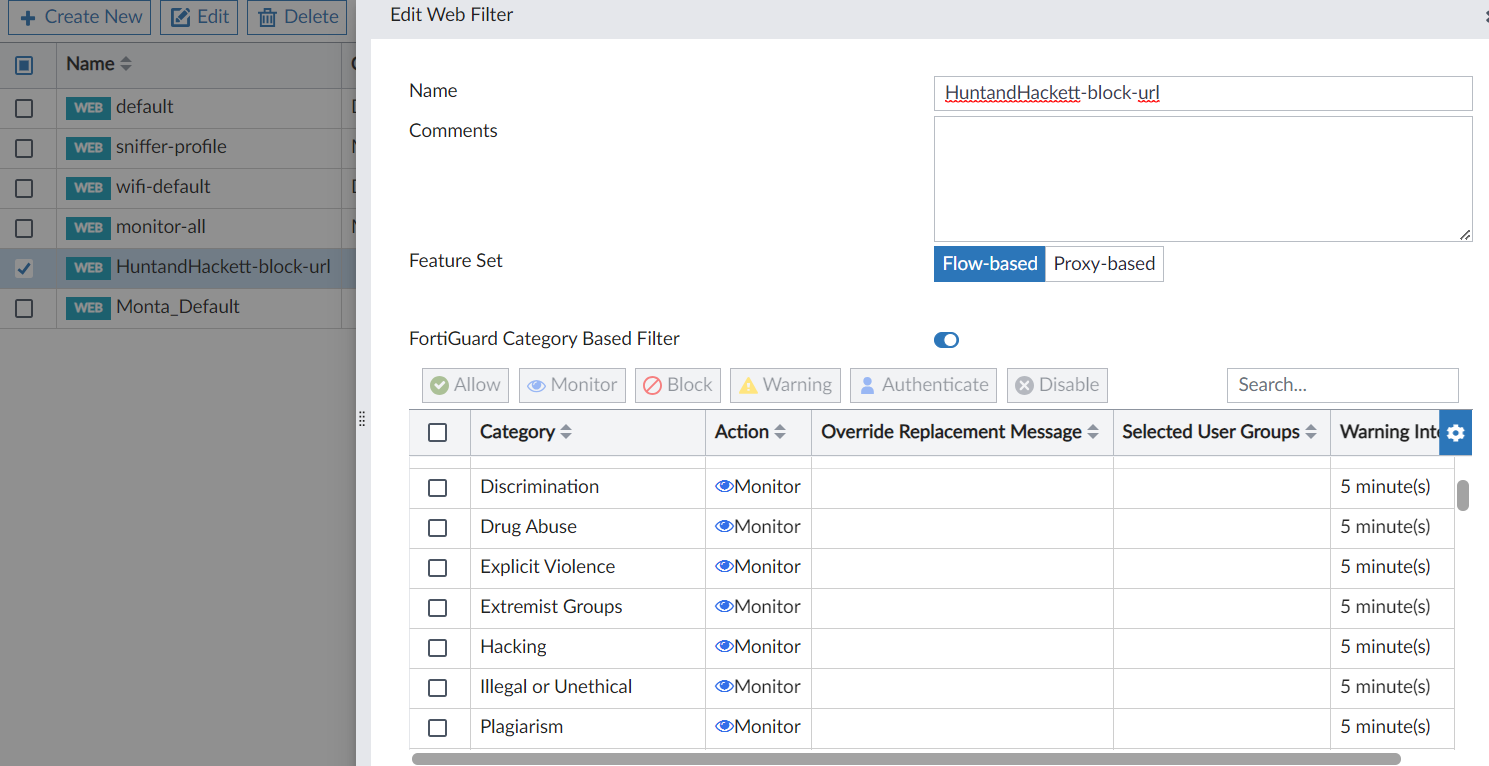 Create New Edit Delete
Edit Web Filter
Name
WEB default
WEB sniffer-profile
WEB wifi-default
WEB monitor-all
WEB HuntandHackett-block-url
WEB Monta_Default
Name HuntandHackett-block-url
Comments
Feature Set Flow-based Proxy-based
FortiGuard Category Based Filter
Allow Monitor Block Warning Authenticate Disable Search...
Category Action Override Replacement Message Selected User Groups Warning Int
Discrimination Monitor 5 minute(s)
Drug Abuse Monitor 5 minute(s)
Explicit Violence Monitor 5 minute(s)
Extremist Groups Monitor 5 minute(s)
Hacking Monitor 5 minute(s)
Illegal or Unethical Monitor 5 minute(s)
Plagiarism Monitor 5 minute(s)